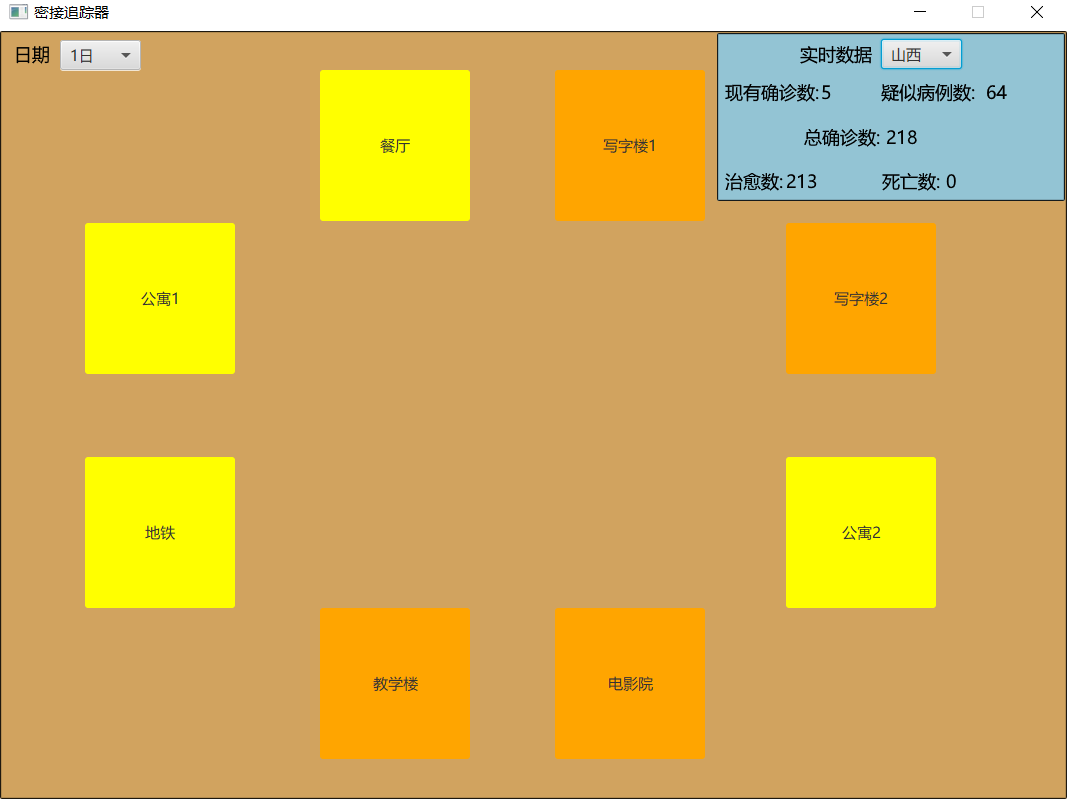 密接追踪器
日期 1日
实时数据 山西
现有确诊数:5 疑似病例数: 64
总确诊数: 218
治愈数:213 死亡数: 0
餐厅
写字楼1
公寓1
写字楼2
地铁
公寓2
教学楼
电影院